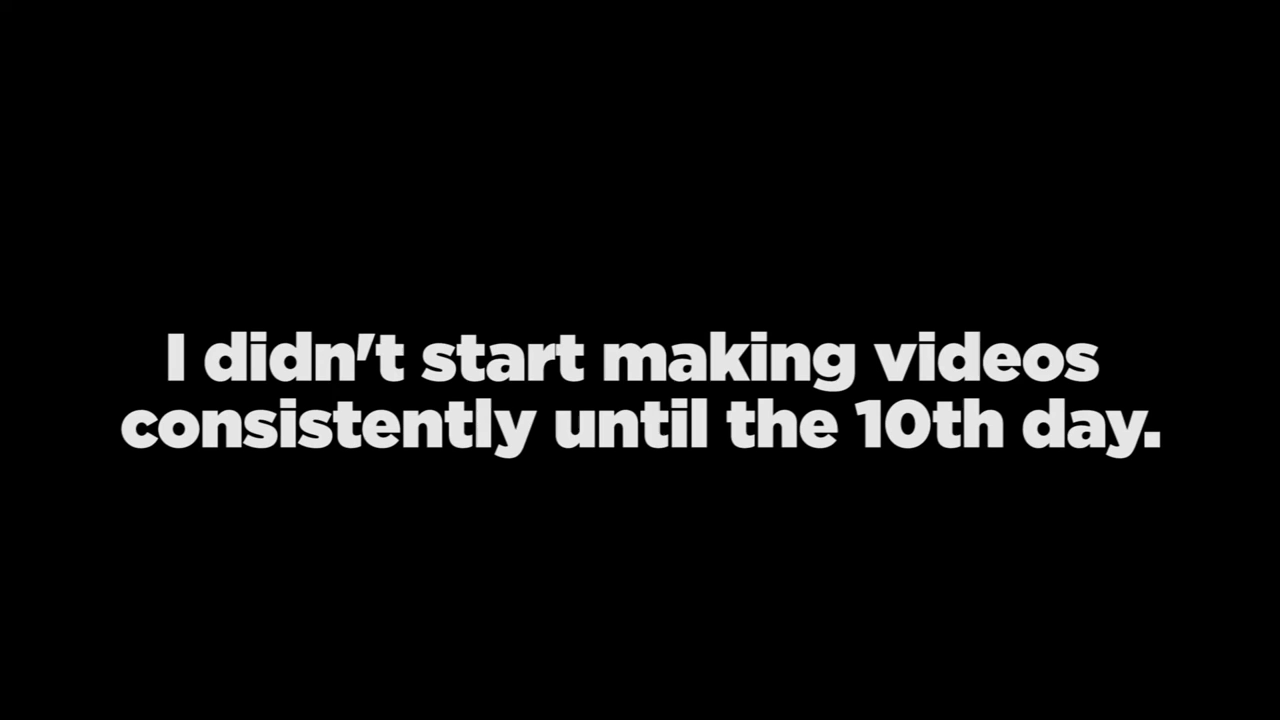 I didn't start making videos
consistently until the 10th day.